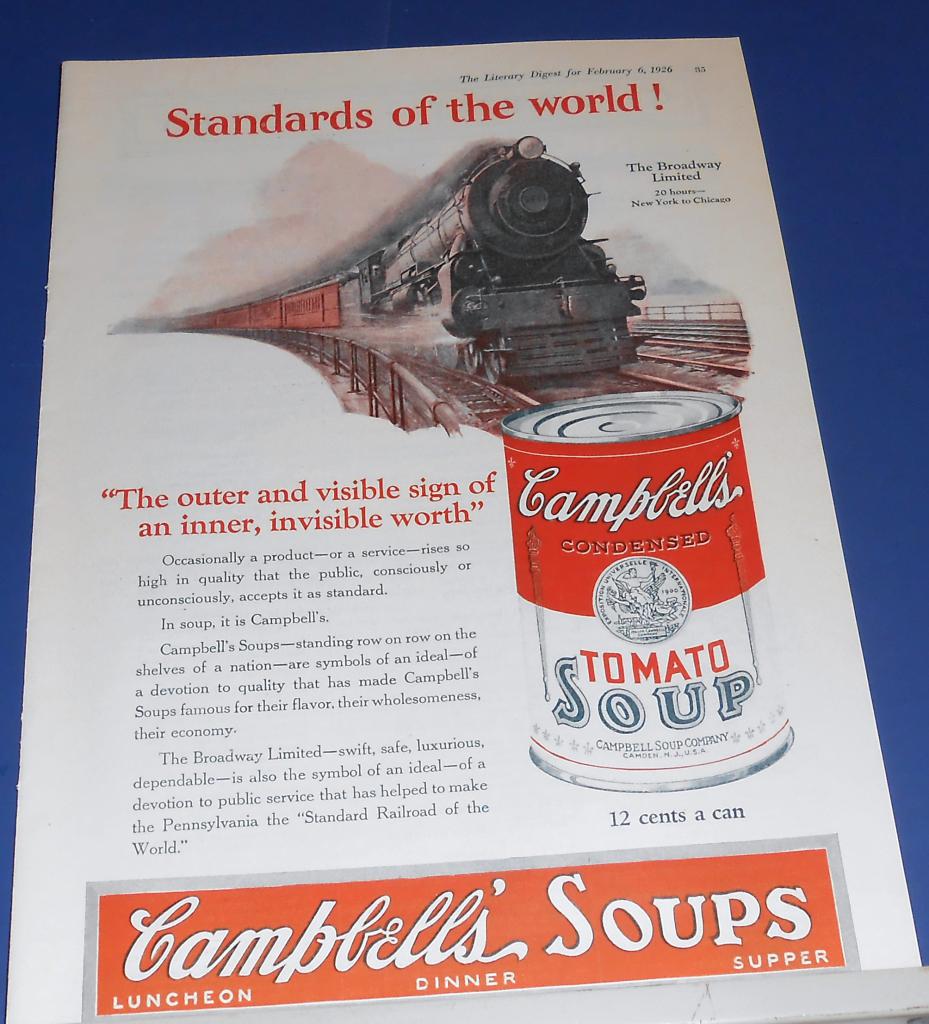 The Literary Digest for February 6, 1926 35
Standards of the world!
The Broadway
Limited
20 hours—
New York to Chicago
"The outer and visible sign of
an inner, invisible worth"
Occasionally a product—or a service—rises so
high in quality that the public, consciously or
unconsciously, accepts it as standard.
In soup, it is Campbell's.
Campbell's Soups—standing row on row on the
shelves of a nation—are symbols of an ideal—of
a devotion to quality that has made Campbell's
Soups famous for their flavor, their wholesomeness,
their economy.
The Broadway Limited—swift, safe, luxurious,
dependable—is also the symbol of an ideal—of a
devotion to public service that has helped to make
the Pennsylvania the "Standard Railroad of the
World."
Campbell's
CONDENSED
EXPOSITION UNIVERSELLE INTERNATIONALE
1900
TOMATO
SOUP
CAMPBELL SOUP COMPANY
CAMDEN, N.J., U.S.A.
12 cents a can
Campbell's SOUPS
LUNCHEON DINNER SUPPER